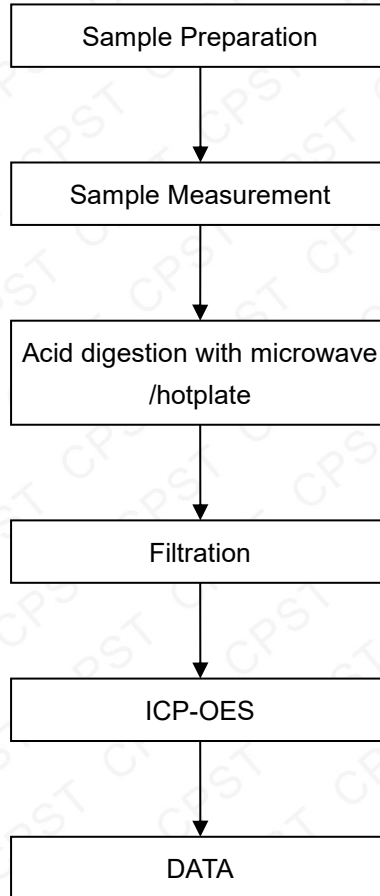 Sample Preparation
Sample Measurement
Acid digestion with microwave
/hotplate
Filtration
ICP-OES
DATA